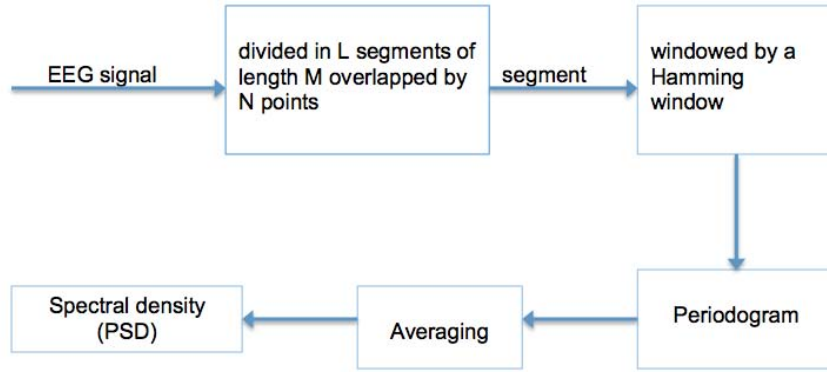 EEG signal
divided in L segments of
length M overlapped by
N points
segment
windowed by a
Hamming
window
Periodogram
Averaging
Spectral density
(PSD)